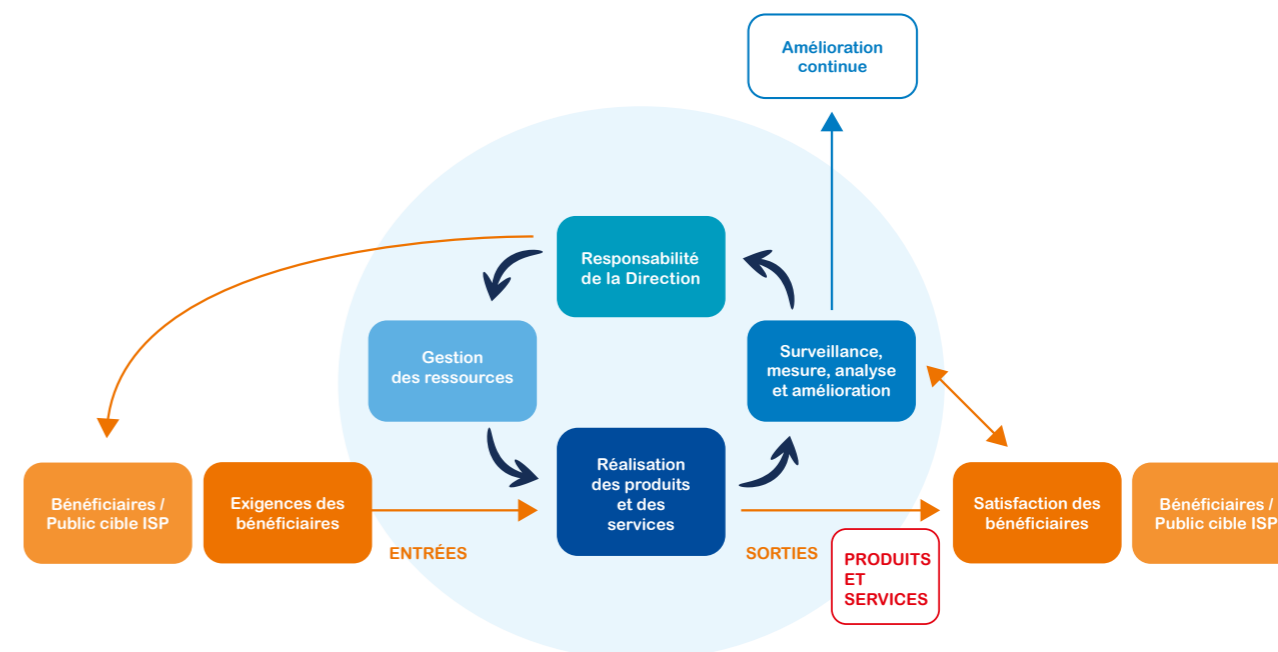 Amélioration
continue
Responsabilité
de la Direction
Gestion
des ressources
Surveillance,
mesure, analyse
et amélioration
Réalisation
des produits
et des
services
Bénéficiaires /
Public cible ISP
Exigences des
bénéficiaires
ENTRÉES
SORTIES
PRODUITS
ET
SERVICES
Satisfaction des
bénéficiaires
Bénéficiaires /
Public cible ISP